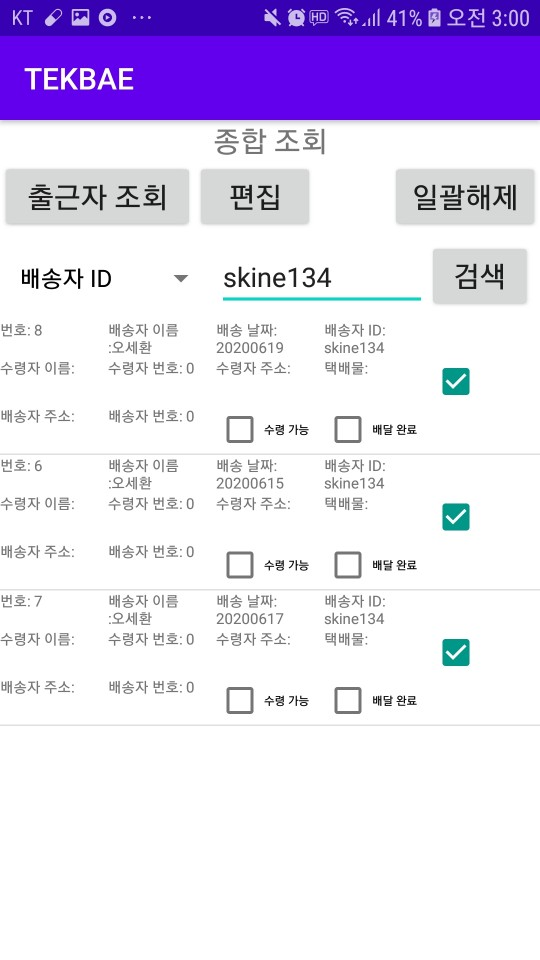 KT 41% 오전 3:00
TEKBAE
종합 조회
출근자 조회 편집 일괄해제
배송자 ID skine134 검색
번호: 8 배송자 이름 :오세환 배송 날짜: 20200619 배송자 ID: skine134
수령자 이름: 수령자 번호: 0 수령자 주소: 택배물:
배송자 주소: 배송자 번호: 0 수령 가능 배달 완료
번호: 6 배송자 이름 :오세환 배송 날짜: 20200615 배송자 ID: skine134
수령자 이름: 수령자 번호: 0 수령자 주소: 택배물:
배송자 주소: 배송자 번호: 0 수령 가능 배달 완료
번호: 7 배송자 이름 :오세환 배송 날짜: 20200617 배송자 ID: skine134
수령자 이름: 수령자 번호: 0 수령자 주소: 택배물:
배송자 주소: 배송자 번호: 0 수령 가능 배달 완료